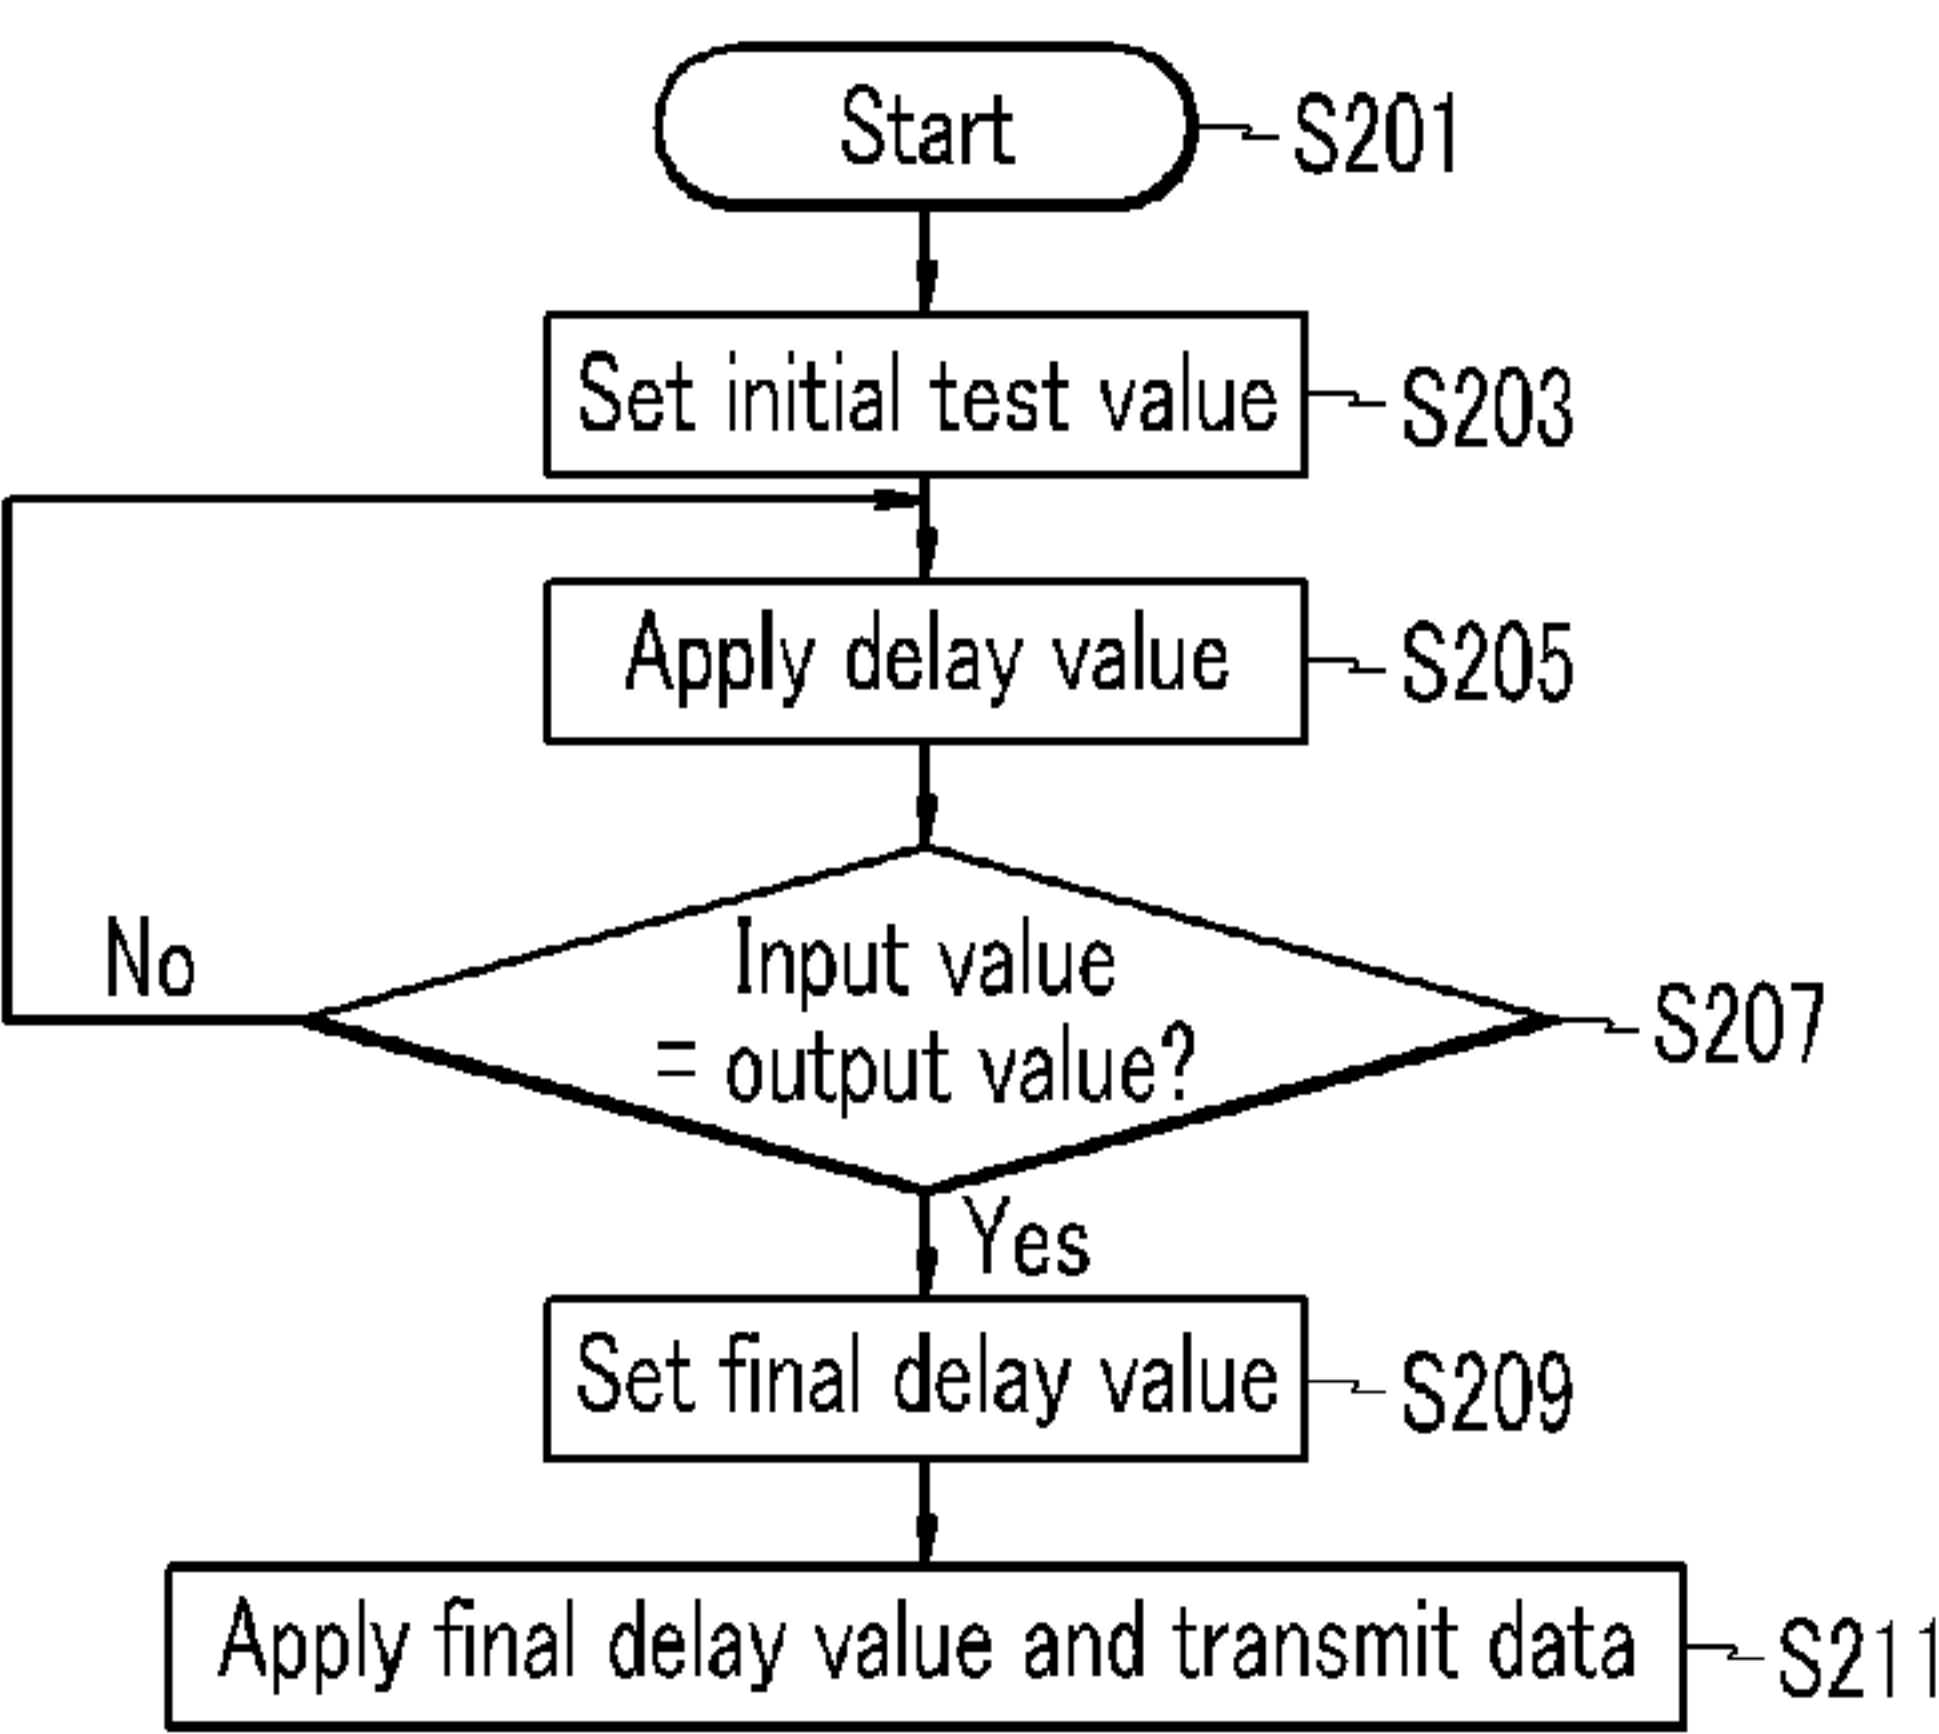 Start
S201
Set initial test value
S203
Apply delay value
S205
No
Input value
= output value?
S207
Yes
Set final delay value
S209
Apply final delay value and transmit data
S211